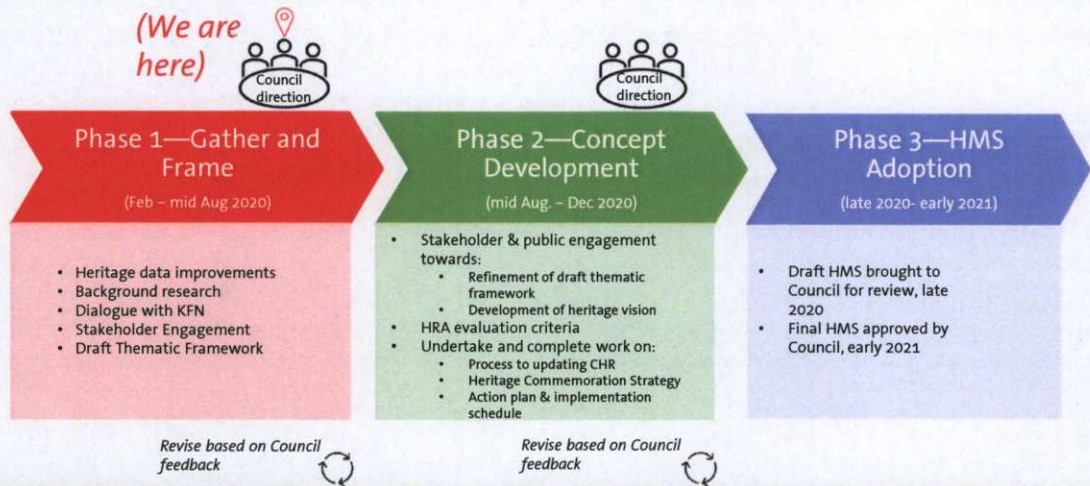 (We are
here)
Council
direction
Council
direction
Phase 1—Gather and
Frame
(Feb – mid Aug 2020)
• Heritage data improvements
• Background research
• Dialogue with KFN
• Stakeholder Engagement
• Draft Thematic Framework
Revise based on Council
feedback
Phase 2—Concept
Development
(mid Aug. – Dec 2020)
• Stakeholder & public engagement
towards:
• Refinement of draft thematic
framework
• Development of heritage vision
• HRA evaluation criteria
• Undertake and complete work on:
• Process to updating CHR
• Heritage Commemoration Strategy
• Action plan & implementation
schedule
Revise based on Council
feedback
Phase 3—HMS
Adoption
(late 2020- early 2021)
• Draft HMS brought to
Council for review, late
2020
• Final HMS approved by
Council, early 2021